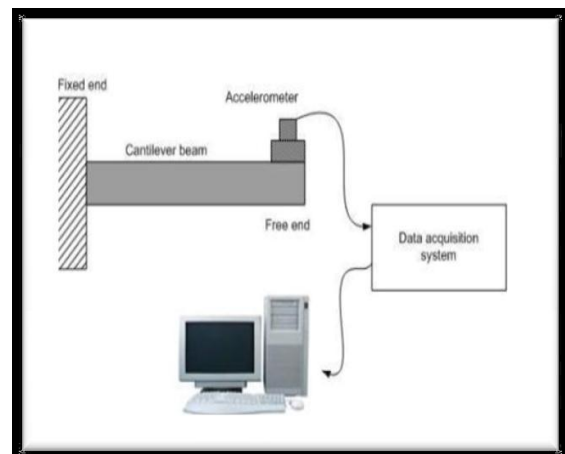 Fixed end
Accelerometer
Cantilever beam
Free end
Data acquisition
system